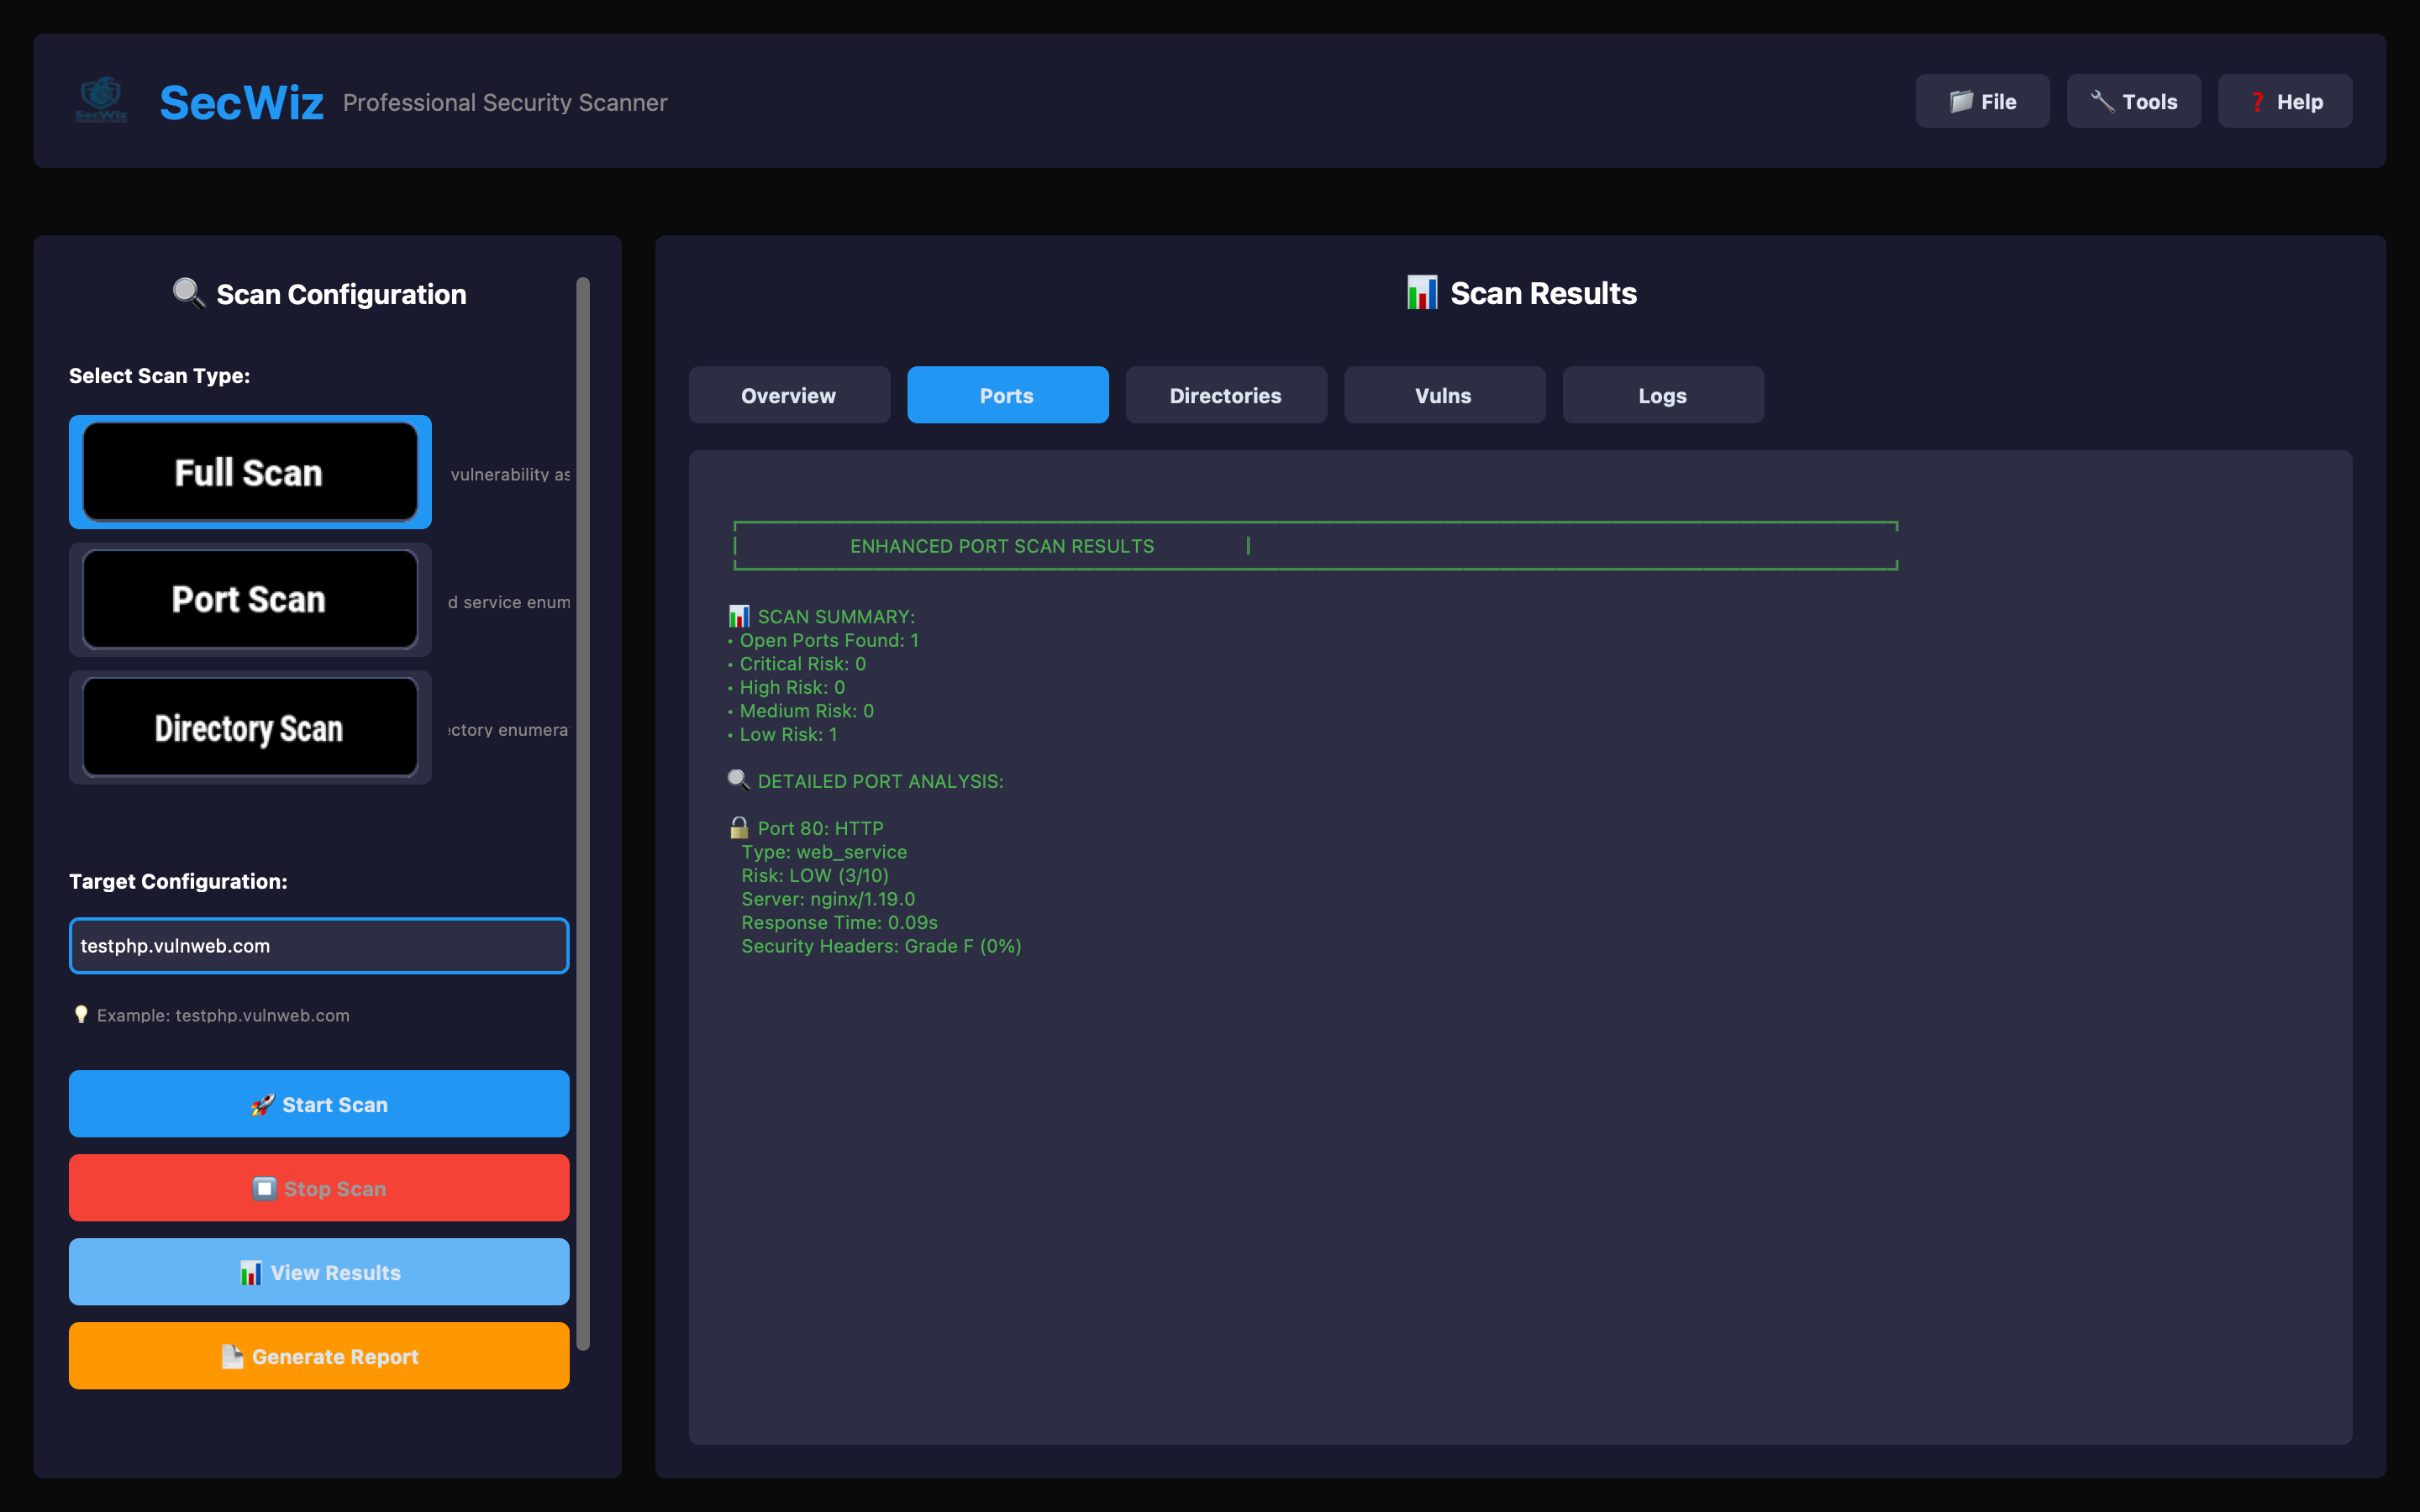 SecWiz
SecWiz Professional Security Scanner
📁 File
🔧 Tools
❓ Help
🔍 Scan Configuration
Select Scan Type:
Full Scan
vulnerability as
Port Scan
d service enum
Directory Scan
ectory enumera
Target Configuration:
testphp.vulnweb.com
💡 Example: testphp.vulnweb.com
🚀 Start Scan
⏹️ Stop Scan
📊 View Results
📄 Generate Report
📊 Scan Results
Overview
Ports
Directories
Vulns
Logs
ENHANCED PORT SCAN RESULTS
📊 SCAN SUMMARY:
• Open Ports Found: 1
• Critical Risk: 0
• High Risk: 0
• Medium Risk: 0
• Low Risk: 1
🔍 DETAILED PORT ANALYSIS:
🔓 Port 80: HTTP
Type: web_service
Risk: LOW (3/10)
Server: nginx/1.19.0
Response Time: 0.09s
Security Headers: Grade F (0%)